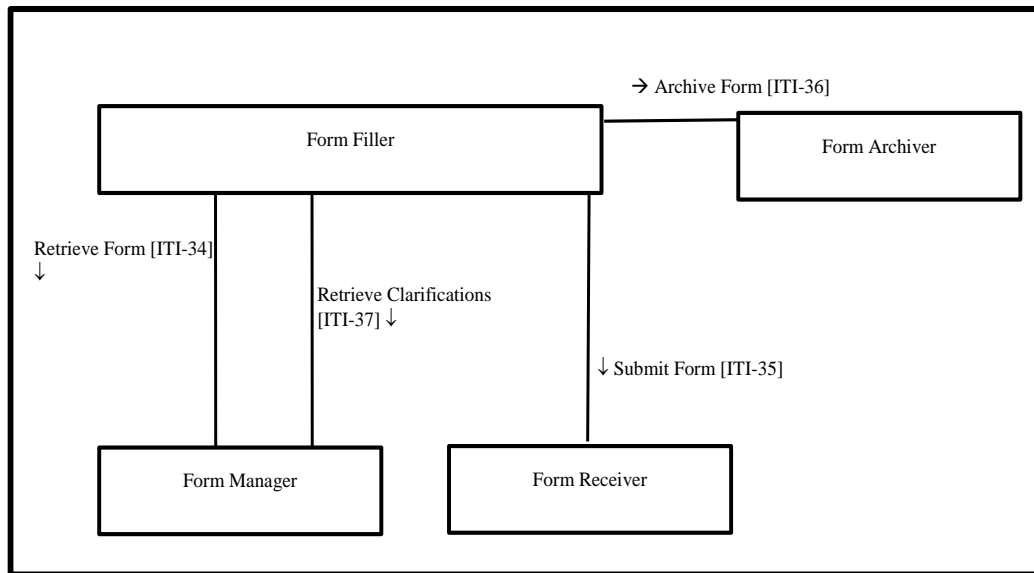 → Archive Form [ITI-36]
Form Filler
Form Archiver
Retrieve Form [ITI-34]
↓
Retrieve Clarifications
[ITI-37] ↓
↓ Submit Form [ITI-35]
Form Manager
Form Receiver